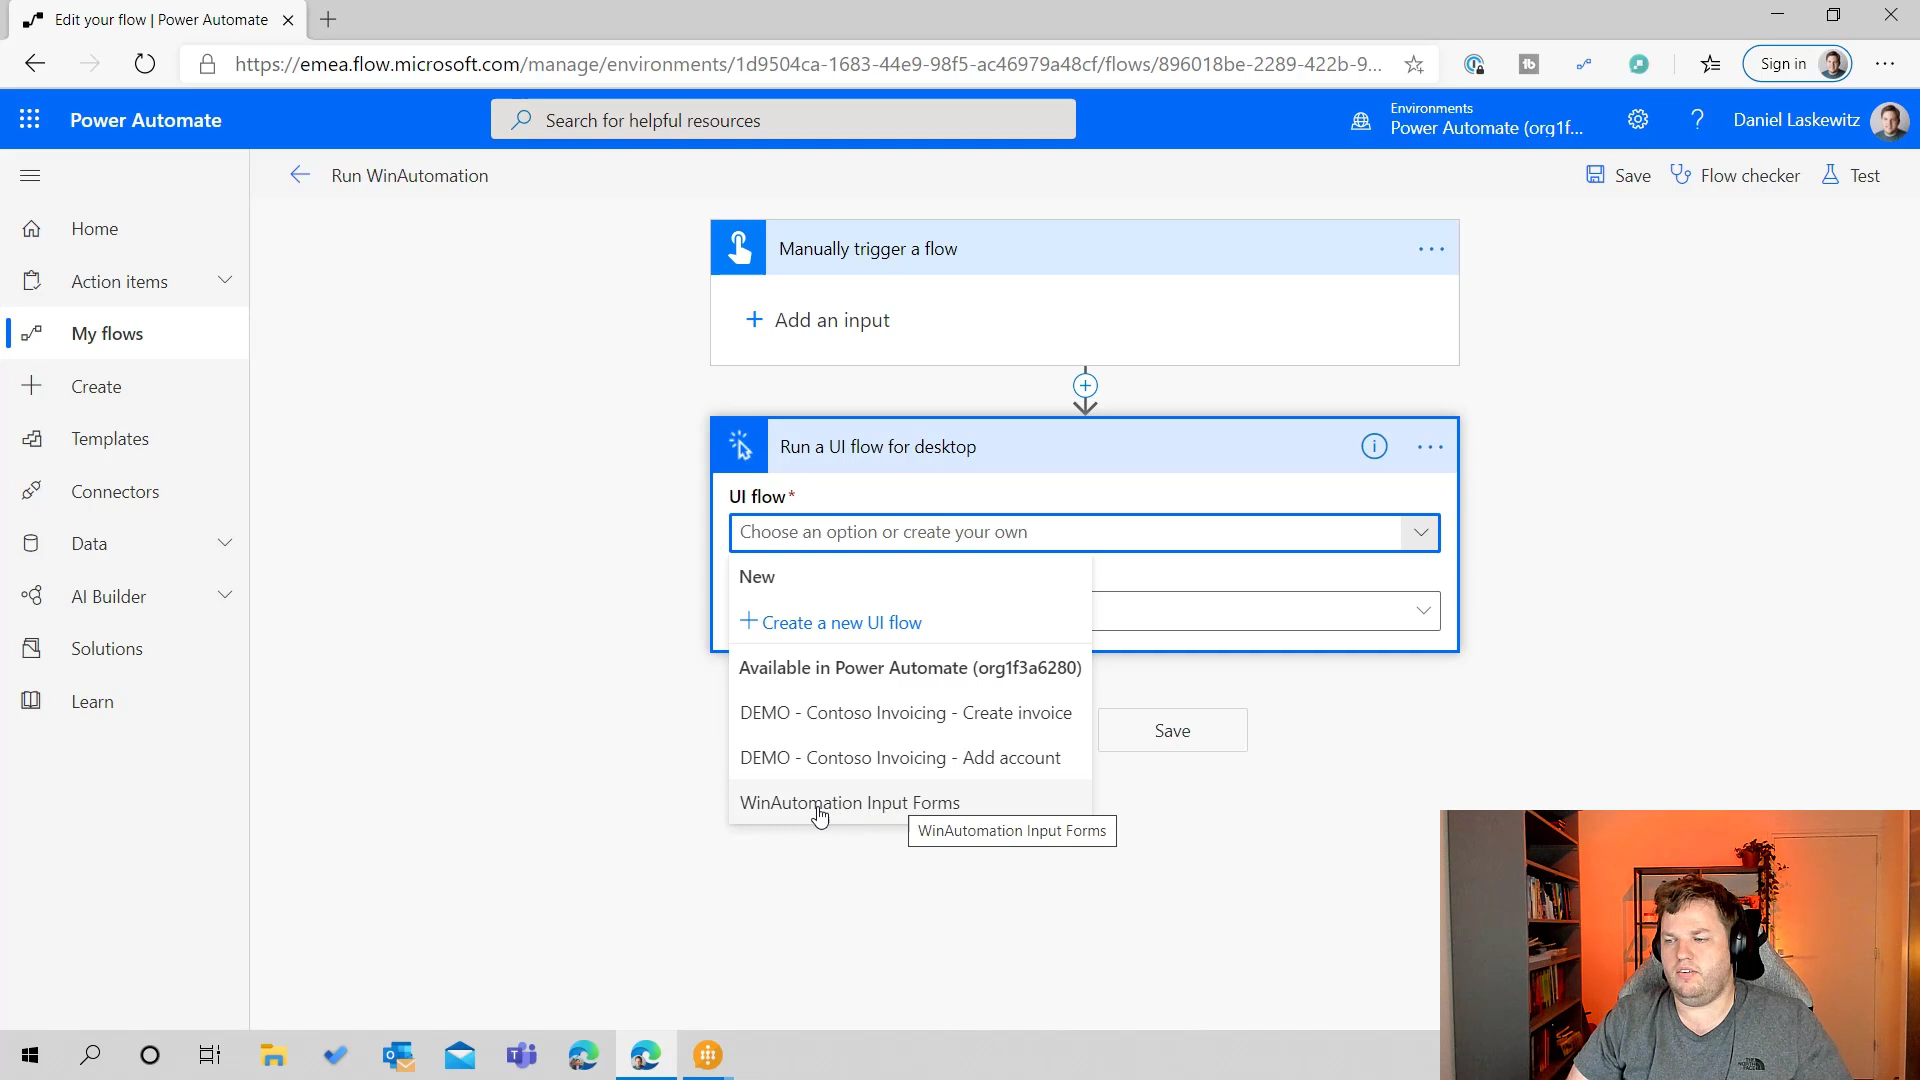 Edit your flow | Power Automate
https://emea.flow.microsoft.com/manage/environments/1d9504ca-1683-44e9-98f5-ac46979a48cf/flows/896018be-2289-422b-9...
Sign in
Power Automate
Search for helpful resources
Environments
Power Automate (org1f...
Daniel Laskewitz
Run WinAutomation
Save
Flow checker
Test
Home
Action items
My flows
Create
Templates
Connectors
Data
AI Builder
Solutions
Learn
Manually trigger a flow
Add an input
Run a UI flow for desktop
UI flow *
Choose an option or create your own
New
Create a new UI flow
Available in Power Automate (org1f3a6280)
DEMO - Contoso Invoicing - Create invoice
DEMO - Contoso Invoicing - Add account
WinAutomation Input Forms
WinAutomation Input Forms
Save